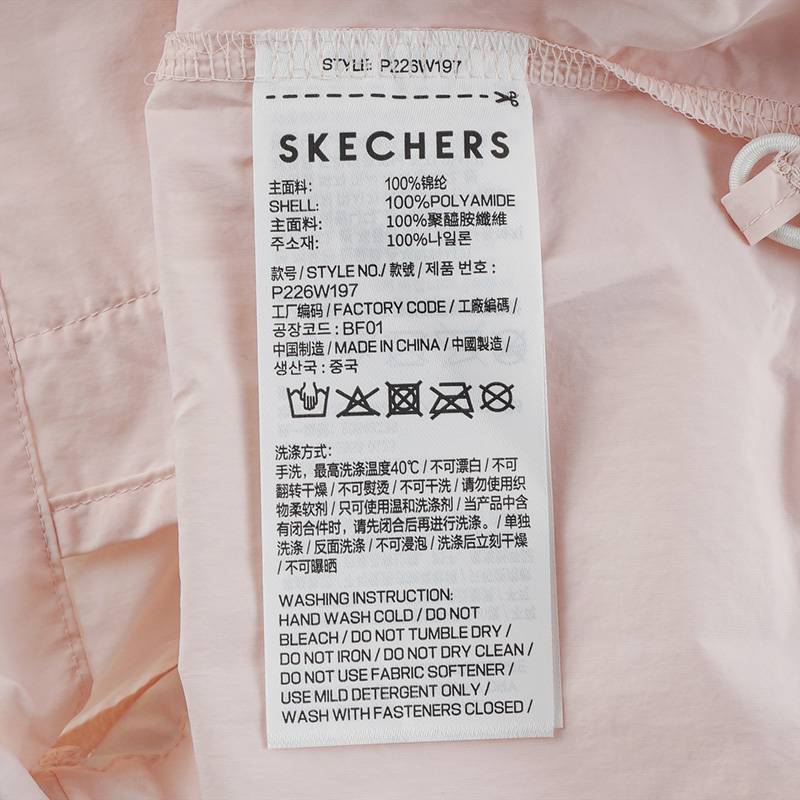 STYLE: P226W197
SKECHERS
主面料: 100%锦纶
SHELL: 100%POLYAMIDE
主面料: 100%聚醯胺纖維
주소재: 100%나일론
款号 / STYLE NO./ 款號 / 제품 번호 :
P226W197
工厂编码 / FACTORY CODE / 工廠編碼 /
공장코드 : BF01
中国制造 / MADE IN CHINA / 中國製造 /
생산국 : 중국
洗涤方式:
手洗，最高洗涤温度40℃ / 不可漂白 / 不可
翻转干燥 / 不可熨烫 / 不可干洗 / 请勿使用织
物柔软剂 / 只可使用温和洗涤剂 / 当产品中含
有闭合件时，请先闭合后再进行洗涤。 / 单独
洗涤 / 反面洗涤 / 不可浸泡 / 洗涤后立刻干燥
/ 不可曝晒
WASHING INSTRUCTION:
HAND WASH COLD / DO NOT
BLEACH / DO NOT TUMBLE DRY /
DO NOT IRON / DO NOT DRY CLEAN /
DO NOT USE FABRIC SOFTENER /
USE MILD DETERGENT ONLY /
WASH WITH FASTENERS CLOSED /